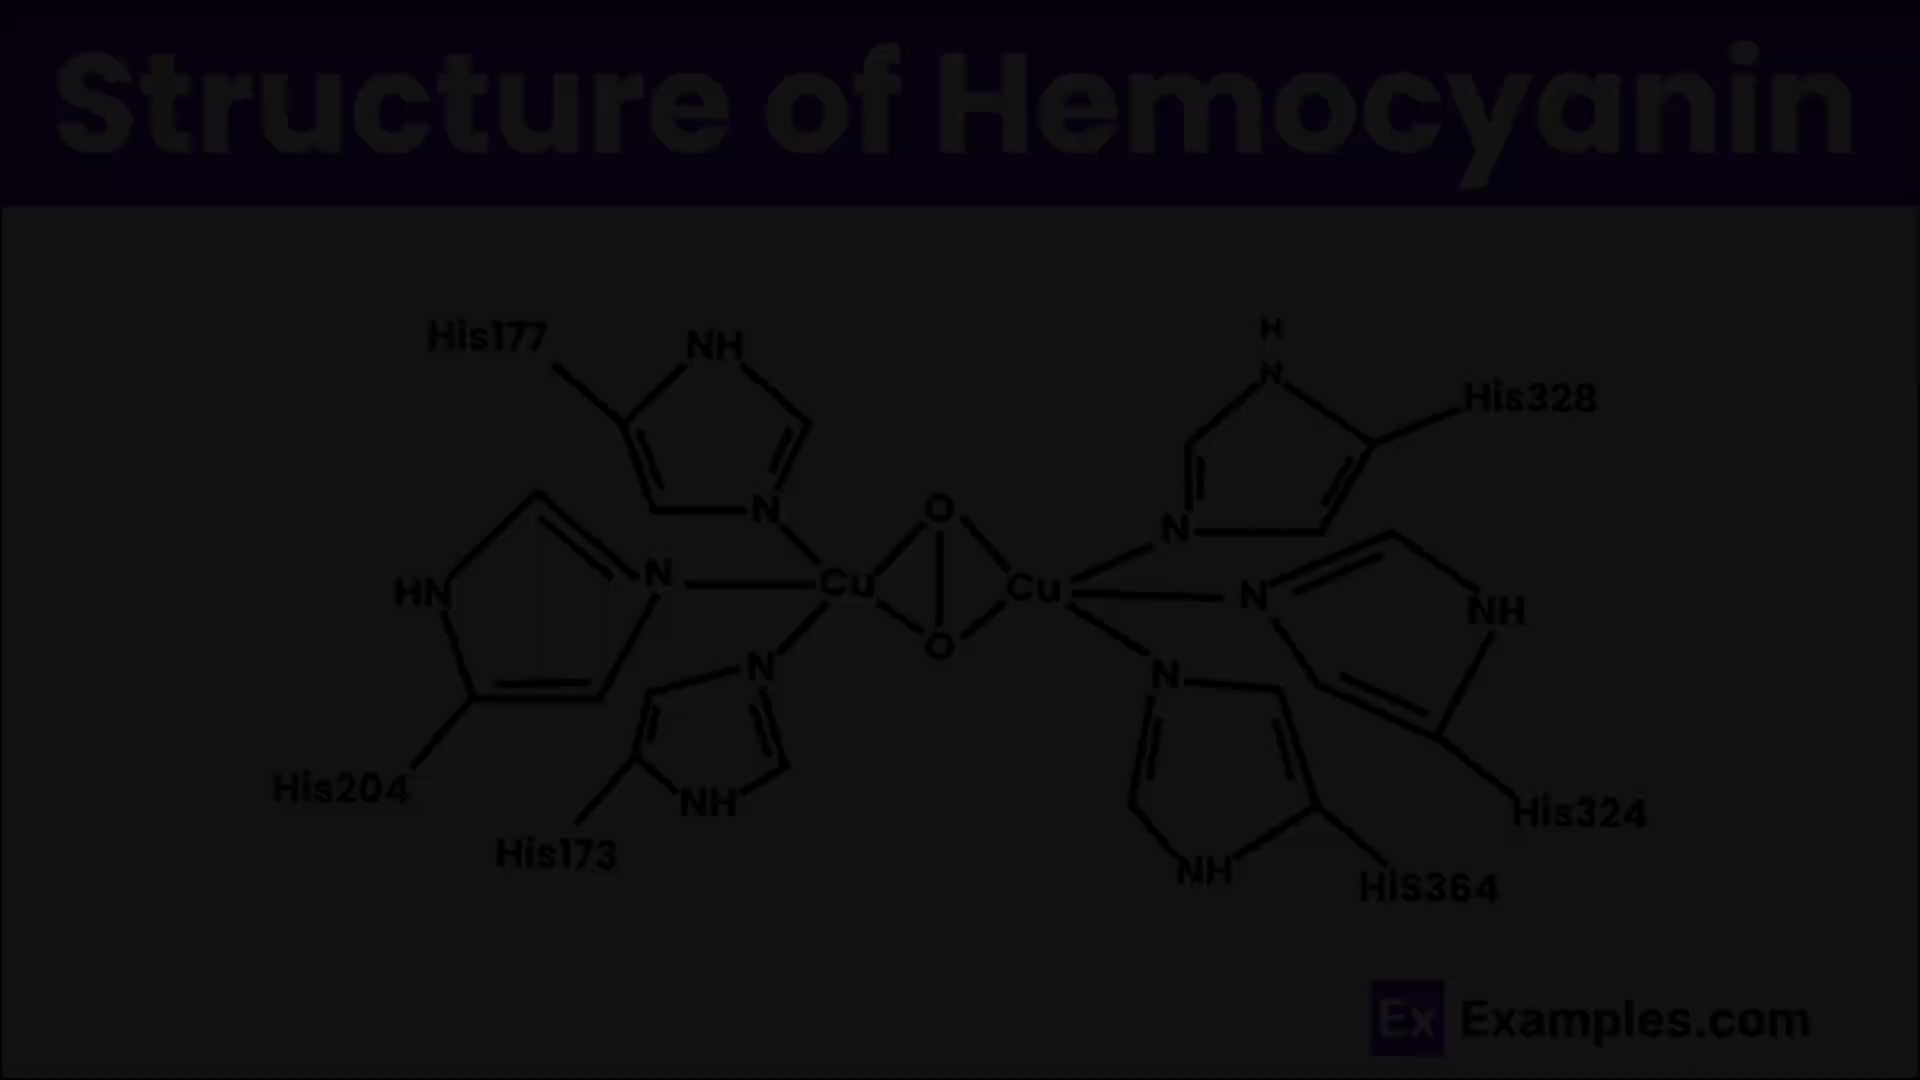 Structure of Hemocyanin
His177
NH
H
N
His328
N
N
O
HN
N
Cu
Cu
N
NH
O
N
N
His204
NH
His324
His173
NH
HIS364
Ex Examples.com